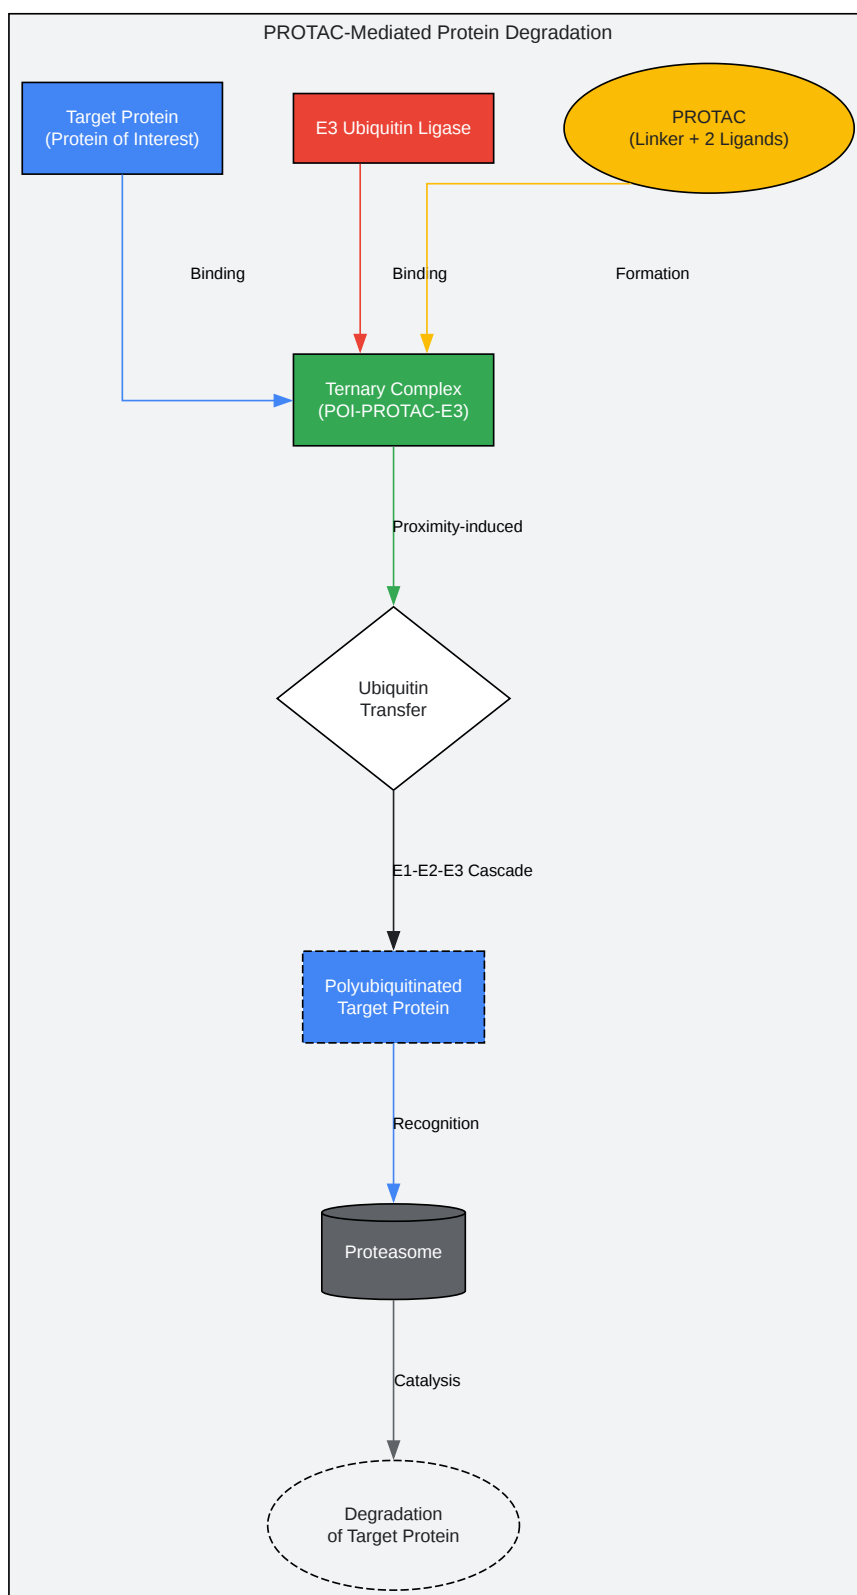 PROTAC-Mediated Protein Degradation
Target Protein
(Protein of Interest)
E3 Ubiquitin Ligase
PROTAC
(Linker + 2 Ligands)
Binding
Binding
Formation
Ternary Complex
(POI-PROTAC-E3)
Proximity-induced
Ubiquitin
Transfer
E1-E2-E3 Cascade
Polyubiquitinated
Target Protein
Recognition
Proteasome
Catalysis
Degradation
of Target Protein